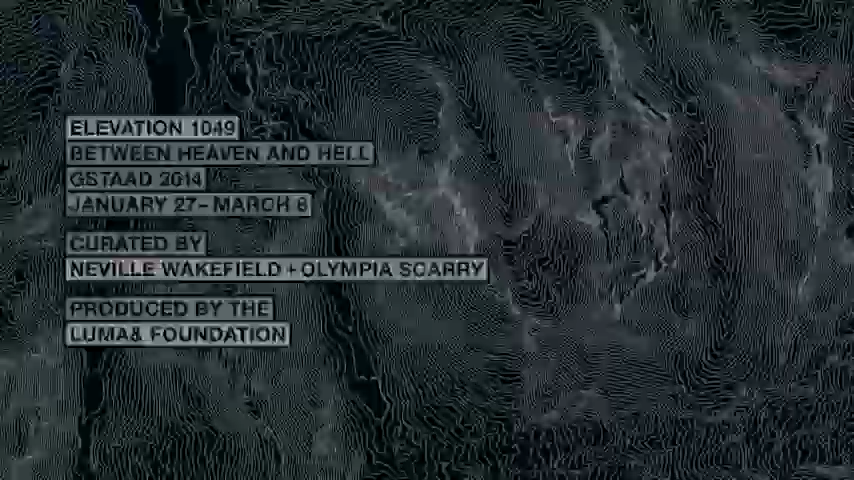 ELEVATION 1049
BETWEEN HEAVEN AND HELL
GSTAAD 2014
JANUARY 27 – MARCH 8
CURATED BY
NEVILLE WAKEFIELD + OLYMPIA SCARRY
PRODUCED BY THE
LUMA& FOUNDATION